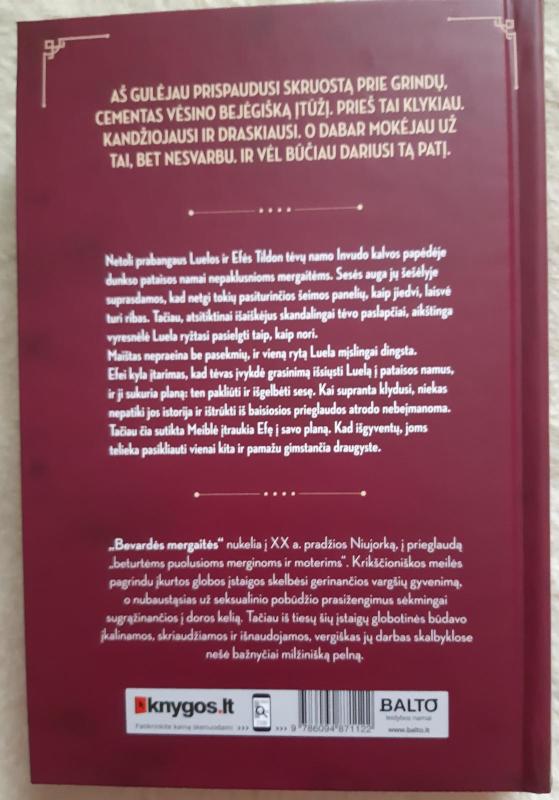 AŠ GULĖJAU PRISPAUDUSI SKRUOSTĄ PRIE GRINDŲ,
CEMENTAS VĖSINO BEJĖGIŠKĄ ĮTŪŽĮ. PRIEŠ TAI KLYKIAU.
KANDŽIOJAUSI IR DRASKIAUSI. O DABAR MOKĖJAU UŽ
TAI, BET NESVARBU. IR VĖL BŪČIAU DARIUSI TĄ PATĮ.
Netoli prabangaus Luelos ir Efės Tildon tėvų namo Invudo kalvos papėdėje
dunkso pataisos namai nepaklusnioms mergaitėms. Sesės auga jų šešėlyje
suprasdamos, kad netgi tokių pasiturinčios šeimos panelių, kaip jiedvi, laisvė
turi ribas. Tačiau, atsitiktinai išaiškėjus skandalingai tėvo paslapčiai, aikštinga
vyresnėlė Luela ryžtasi pasielgti taip, kaip nori.
Maištas nepraeina be pasekmių, ir vieną rytą Luela mįslingai dingsta.
Efei kyla įtarimas, kad tėvas įvykdė grasinimą išsiųsti Luelą į pataisos namus,
ir ji sukuria planą: ten pakliūti ir išgelbėti sesę. Kai supranta klydusi, niekas
nepatiki jos istorija ir ištrūkti iš baisiosios prieglaudos atrodo nebeįmanoma.
Tačiau čia sutikta Meiblė įtraukia Efę į savo planą. Kad išgyventų, joms
telieka pasikliauti vienai kita ir pamažu gimstančia draugyste.
„Bevardės mergaitės“ nukelia į XX a. pradžios Niujorką, į prieglaudą
„beturtėms puolusioms merginoms ir moterims“. Krikščioniškos meilės
pagrindu įkurtos globos įstaigos skelbėsi gerinančios vargšių gyvenimą,
o nubaustąsias už seksualinio pobūdžio prasižengimus sėkmingai
sugrąžinančios į doros kelią. Tačiau iš tiesų šių įstaigų globotinės būdavo
įkalinamos, skriaudžiamos ir išnaudojamos, vergiškas jų darbas skalbyklose
nešė bažnyčiai milžinišką pelną.
knygos.lt
Patikrinkite kainą skenuodami >>>
>>>
9 786094 871122
BALTO
leidybos namai
www.balto.lt